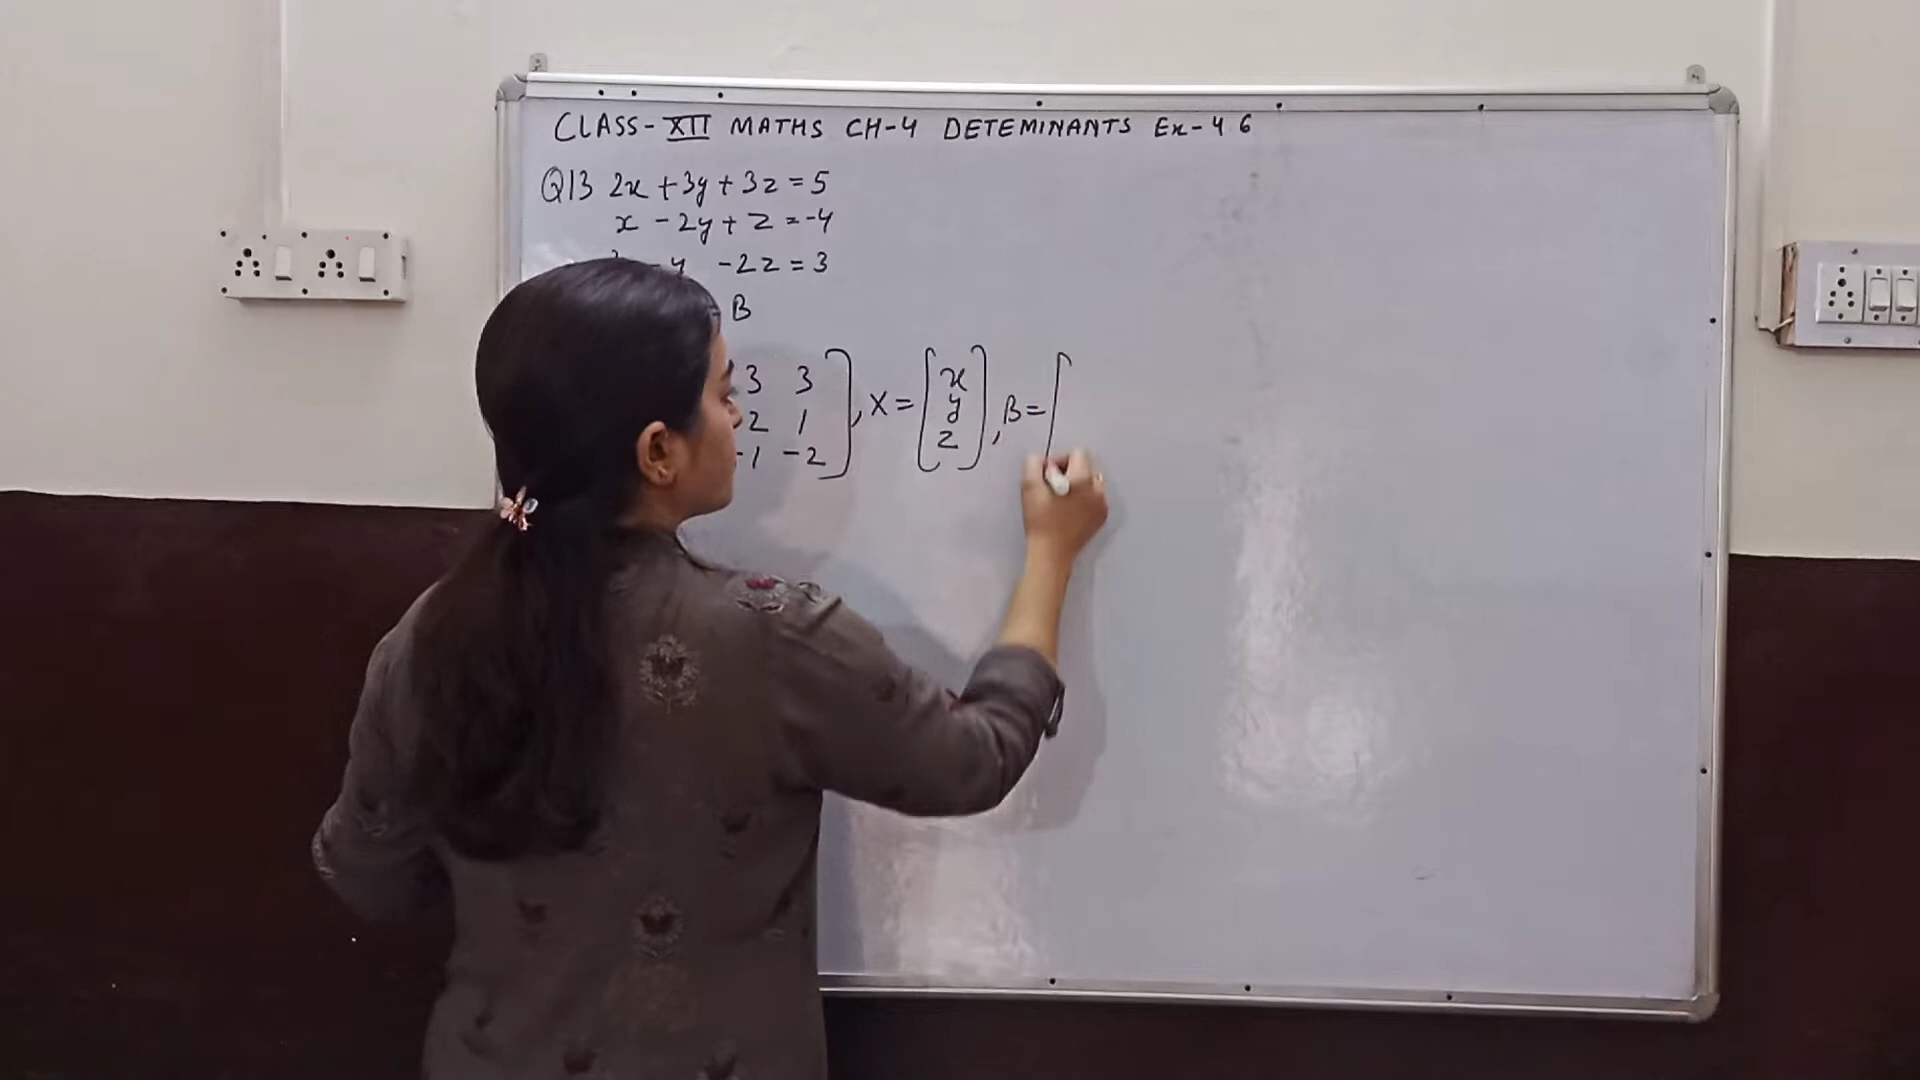 CLASS-XII MATHS CH-4 DETEMINANTS Ex-4 6
Q13 2x + 3y + 3z = 5
x - 2y + z = -4
- y - 2z = 3
B
3 3
2 1
-1 -2
, X = [x y z], B = [